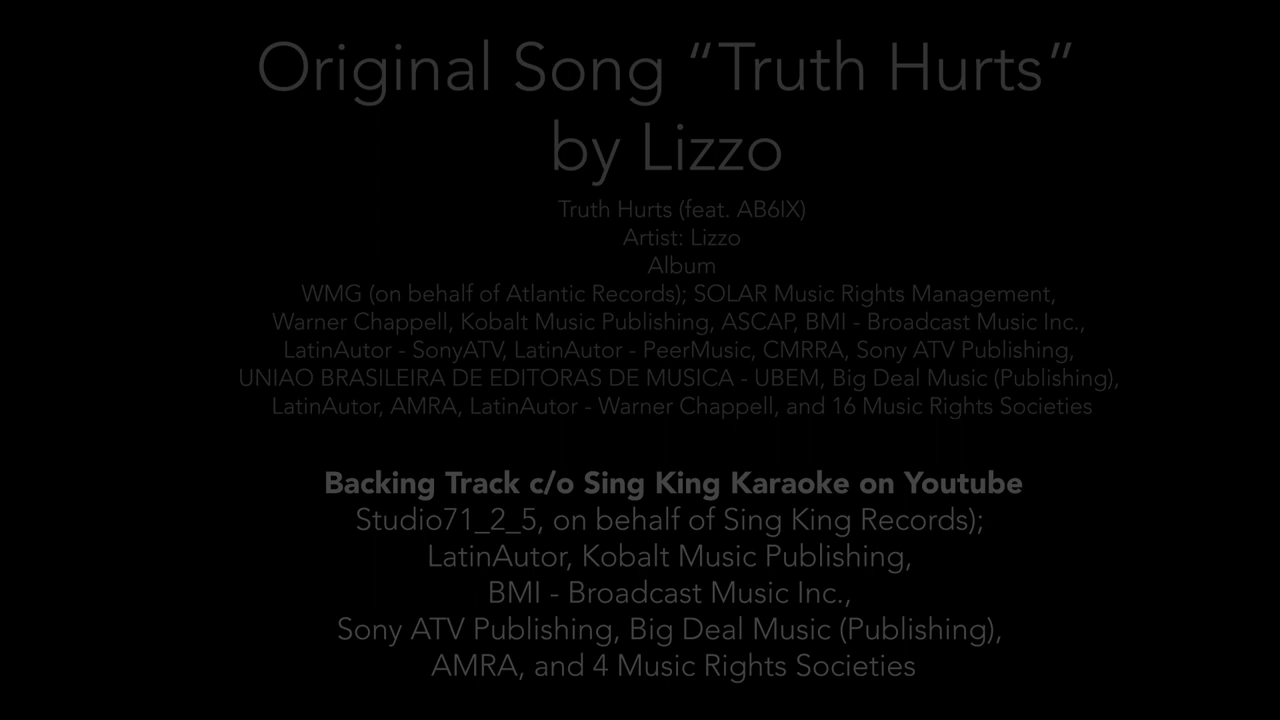 Original Song “Truth Hurts”
by Lizzo
Truth Hurts (feat. AB6IX)
Artist: Lizzo
Album
WMG (on behalf of Atlantic Records); SOLAR Music Rights Management,
Warner Chappell, Kobalt Music Publishing, ASCAP, BMI - Broadcast Music Inc.,
LatinAutor - SonyATV, LatinAutor - PeerMusic, CMRRA, Sony ATV Publishing,
UNIAO BRASILEIRA DE EDITORAS DE MUSICA - UBEM, Big Deal Music (Publishing),
LatinAutor, AMRA, LatinAutor - Warner Chappell, and 16 Music Rights Societies
Backing Track c/o Sing King Karaoke on Youtube
Studio71_2_5, on behalf of Sing King Records);
LatinAutor, Kobalt Music Publishing,
BMI - Broadcast Music Inc.,
Sony ATV Publishing, Big Deal Music (Publishing),
AMRA, and 4 Music Rights Societies